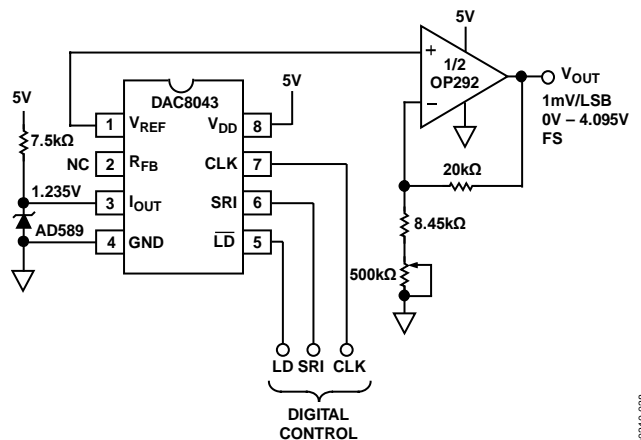 5V
1/2
OP292
+
–
VOUT
1mV/LSB
0V – 4.095V
FS
20kΩ
8.45kΩ
500kΩ
5V
7.5kΩ
NC
1.235V
AD589
DAC8043
1 VREF
2 RFB
3 IOUT
4 GND
VDD 8
CLK 7
SRI 6
LD 5
5V
LD SRI CLK
DIGITAL
CONTROL